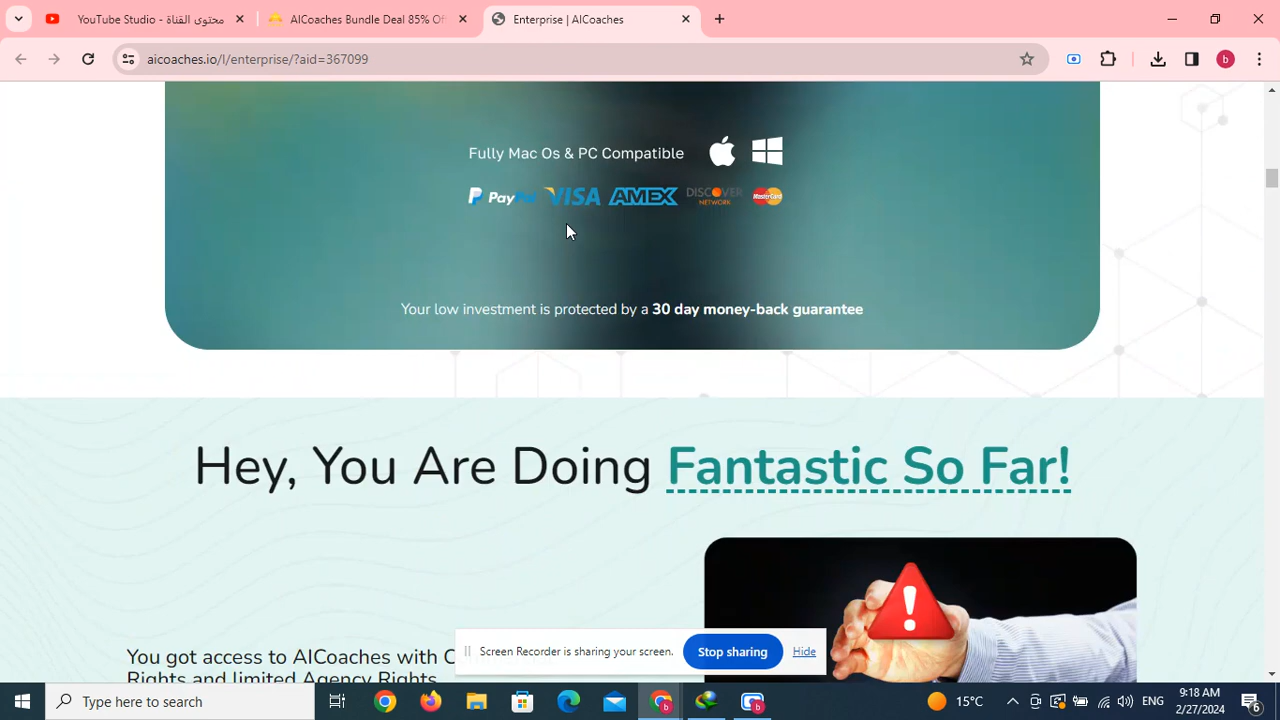 YouTube Studio - محتوى القناة
AICoaches Bundle Deal 85% Of
Enterprise | AICoaches
aicoaches.io/l/enterprise/?aid=367099
b
Fully Mac Os & PC Compatible
PayPal VISA AMEX DISCOVER NETWORK MasterCard
Your low investment is protected by a 30 day money-back guarantee
Hey, You Are Doing Fantastic So Far!
You got access to AICoaches with C
Rights and limited Agency Rights
Screen Recorder is sharing your screen.
Stop sharing
Hide
Type here to search
b
b
15°C
ENG
9:18 AM
2/27/2024
6